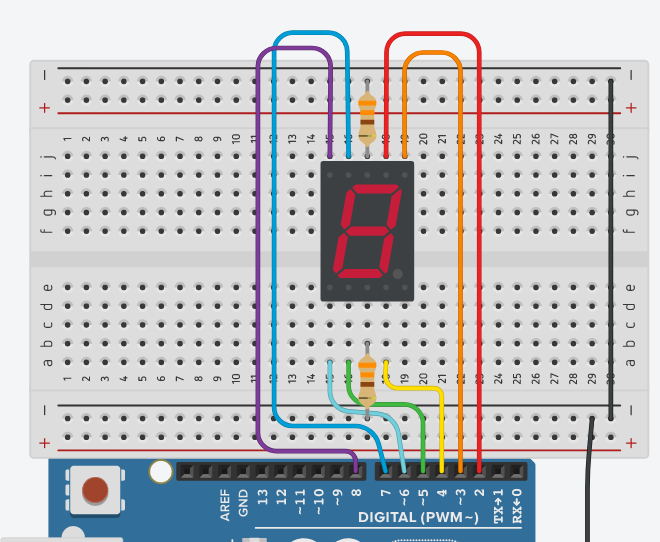 − −
+ +
1 2 3 4 5 6 7 8 9 10 11 12 13 14 15 16 18 19 20 21 22 23 24 25 26 27 28 29 30
j j
i i
h h
g g
f f
e e
d d
c c
b b
a a
1 2 3 4 5 6 7 8 9 10 11 12 13 14 15 16 18 19 20 21 22 23 24 25 26 27 28 29 30
− −
+ +
AREF GND 13 12 ~11 ~10 ~9 8 7 ~6 ~5 4 ~3 2 TX→1 RX←0
DIGITAL (PWM~)